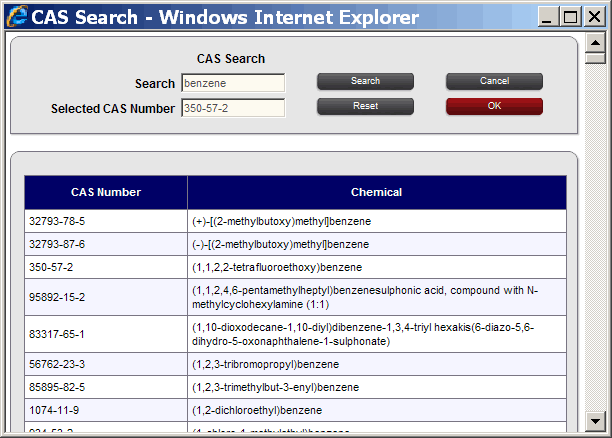 CAS Search - Windows Internet Explorer
CAS Search
Search benzene Search Cancel
Selected CAS Number 350-57-2 Reset OK
CAS Number Chemical
32793-78-5 (+)-[(2-methylbutoxy)methyl]benzene
32793-87-6 (-)-[(2-methylbutoxy)methyl]benzene
350-57-2 (1,1,2,2-tetrafluoroethoxy)benzene
95892-15-2 (1,1,2,4,6-pentamethylheptyl)benzenesulphonic acid, compound with N-
methylcyclohexylamine (1:1)
83317-65-1 (1,10-dioxodecane-1,10-diyl)dibenzene-1,3,4-triyl hexakis(6-diazo-5,6-
dihydro-5-oxonaphthalene-1-sulphonate)
56762-23-3 (1,2,3-tribromopropyl)benzene
85895-82-5 (1,2,3-trimethylbut-3-enyl)benzene
1074-11-9 (1,2-dichloroethyl)benzene